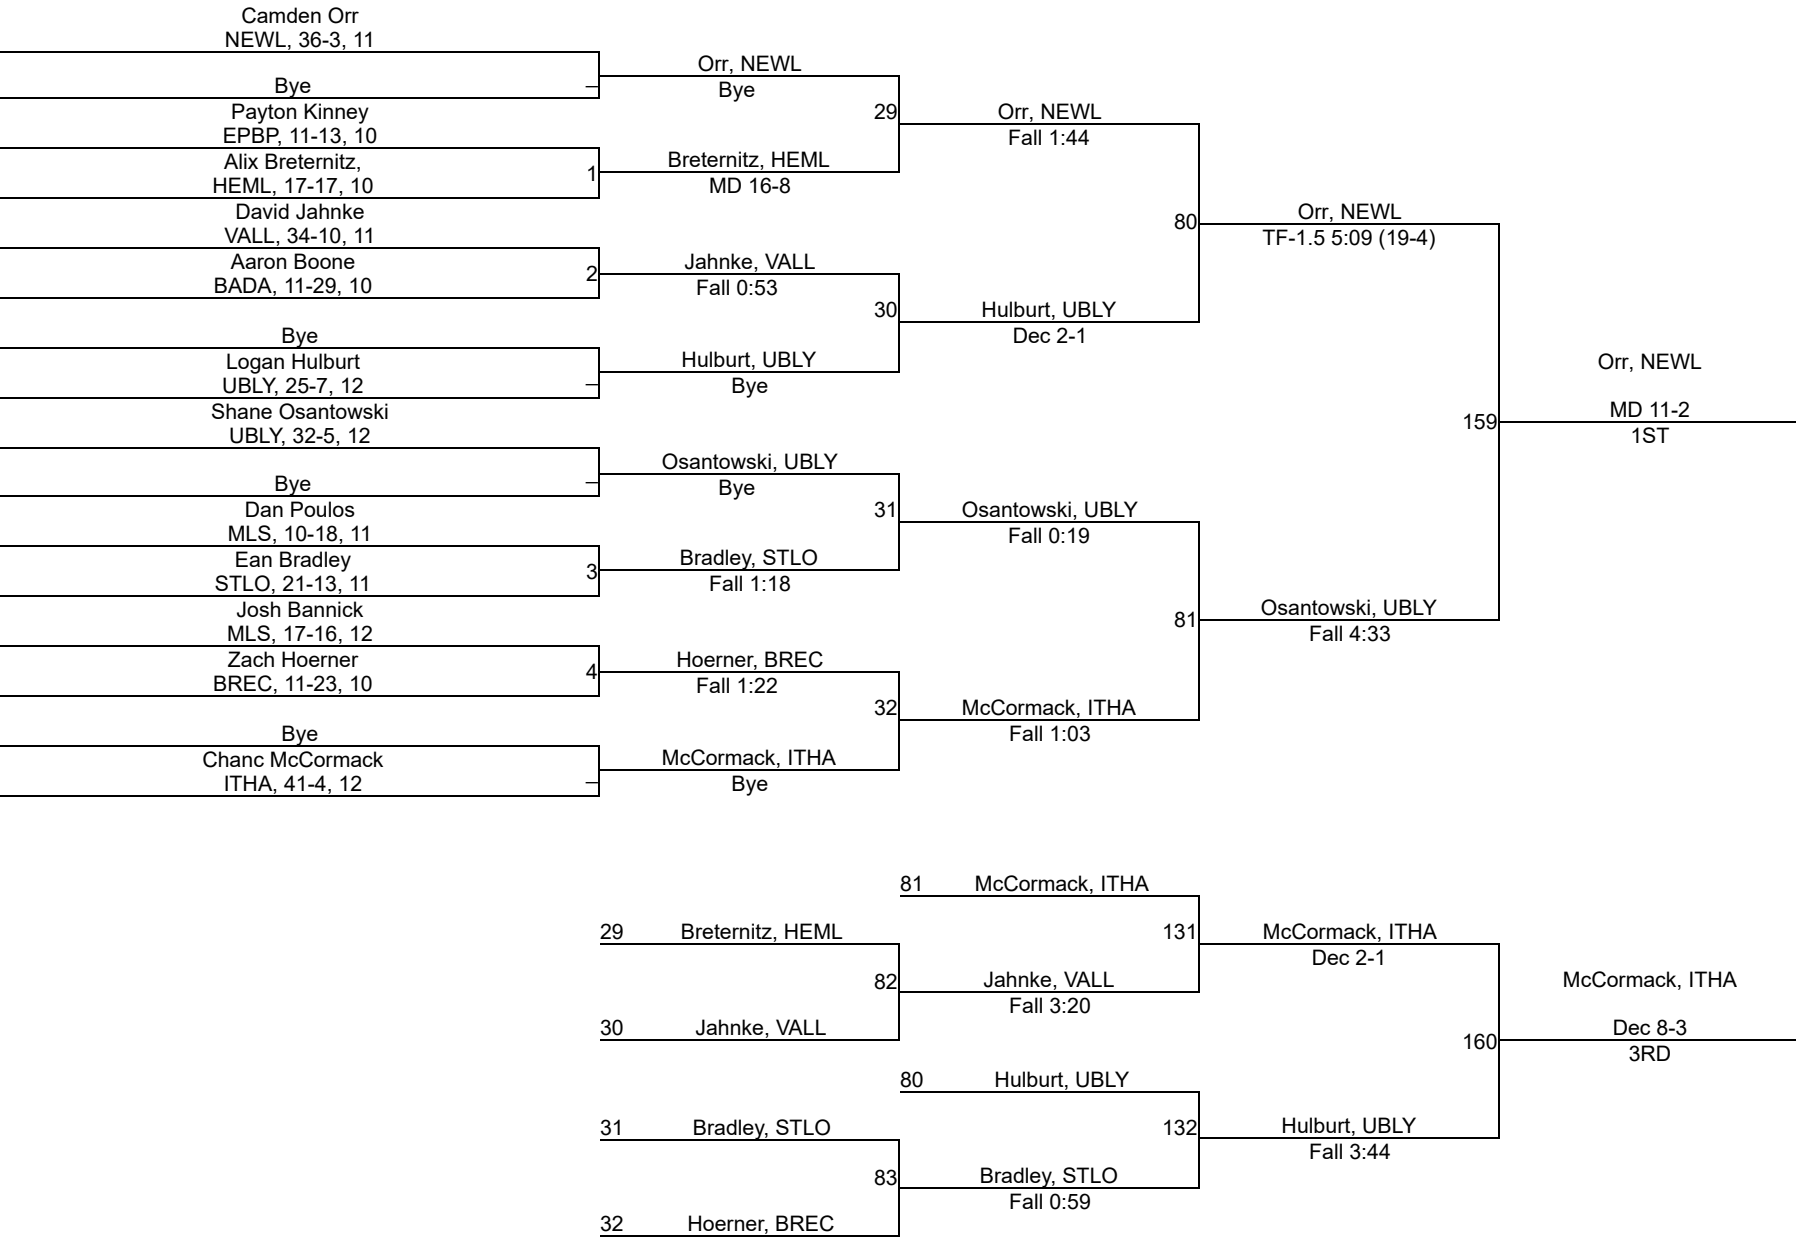 Camden Orr
NEWL, 36-3, 11
Bye
Payton Kinney
EPBP, 11-13, 10
Alix Breternitz,
HEML, 17-17, 10
David Jahnke
VALL, 34-10, 11
Aaron Boone
BADA, 11-29, 10
Bye
Logan Hulburt
UBLY, 25-7, 12
Shane Osantowski
UBLY, 32-5, 12
Bye
Dan Poulos
MLS, 10-18, 11
Ean Bradley
STLO, 21-13, 11
Josh Bannick
MLS, 17-16, 12
Zach Hoerner
BREC, 11-23, 10
Bye
Chanc McCormack
ITHA, 41-4, 12
–
1
2
–
–
3
4
–
Orr, NEWL
Bye
Breternitz, HEML
MD 16-8
Jahnke, VALL
Fall 0:53
Hulburt, UBLY
Bye
Osantowski, UBLY
Bye
Bradley, STLO
Fall 1:18
Hoerner, BREC
Fall 1:22
McCormack, ITHA
Bye
29
30
31
32
Orr, NEWL
Fall 1:44
Hulburt, UBLY
Dec 2-1
Osantowski, UBLY
Fall 0:19
McCormack, ITHA
Fall 1:03
80
81
Orr, NEWL
TF-1.5 5:09 (19-4)
Osantowski, UBLY
Fall 4:33
159
Orr, NEWL
MD 11-2
1ST
81 McCormack, ITHA
29 Breternitz, HEML
82
30 Jahnke, VALL
Jahnke, VALL
Fall 3:20
131
McCormack, ITHA
Dec 2-1
80 Hulburt, UBLY
31 Bradley, STLO
83
32 Hoerner, BREC
Bradley, STLO
Fall 0:59
132
Hulburt, UBLY
Fall 3:44
160
McCormack, ITHA
Dec 8-3
3RD